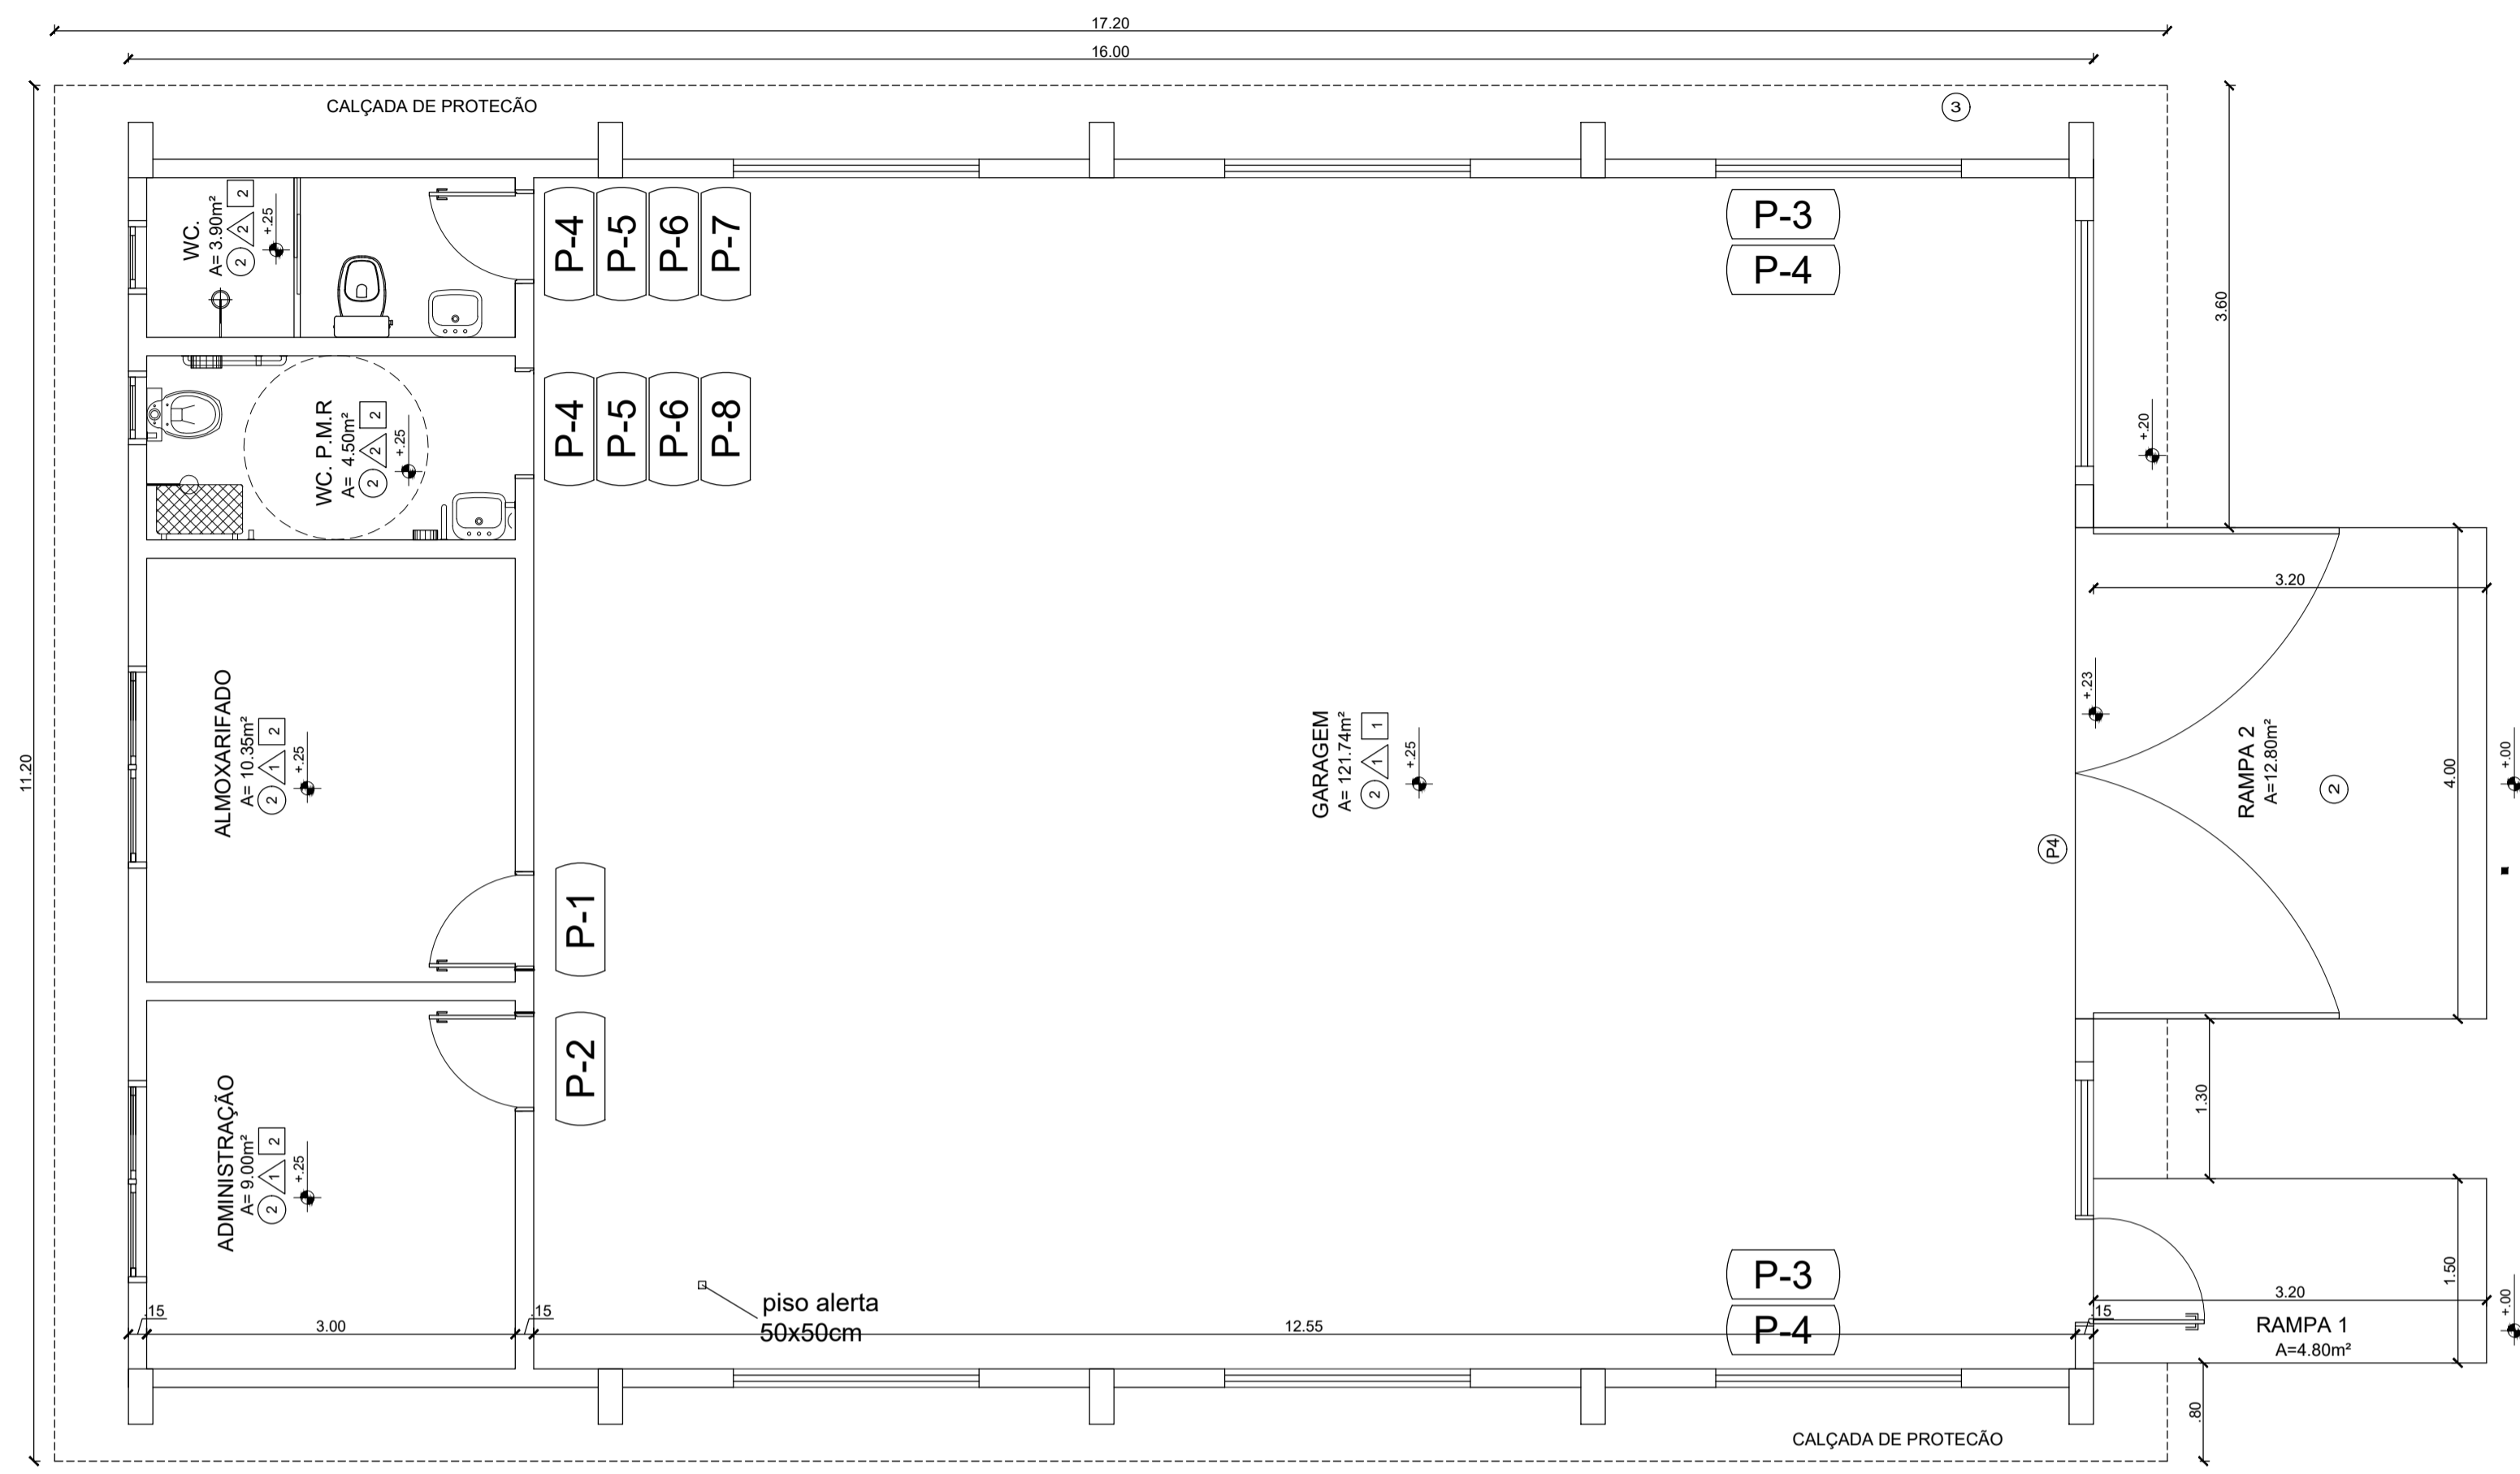 17.20
16.00
CALÇADA DE PROTECÃO
3
WC.
A= 3.90m²
2 2 2
+.25
P-4
P-5
P-6
P-7
P-3
P-4
3.60
WC. P.M.R
A= 4.50m²
2 2 2
+.25
P-4
P-5
P-6
P-8
+.20
3.20
11.20
ALMOXARIFADO
A= 10.35m²
2 1 2
+.25
P-1
GARAGEM
A= 121.74m²
2 1 1
+.25
+.23
P4
RAMPA 2
A=12.80m²
2
4.00
+.00
ADMINISTRAÇÃO
A= 9.00m²
2 1 2
+.25
P-2
1.30
piso alerta
50x50cm
P-3
P-4
.15
3.00
.15
12.55
.15
3.20
1.50
RAMPA 1
A=4.80m²
+.00
.80
CALÇADA DE PROTECÃO